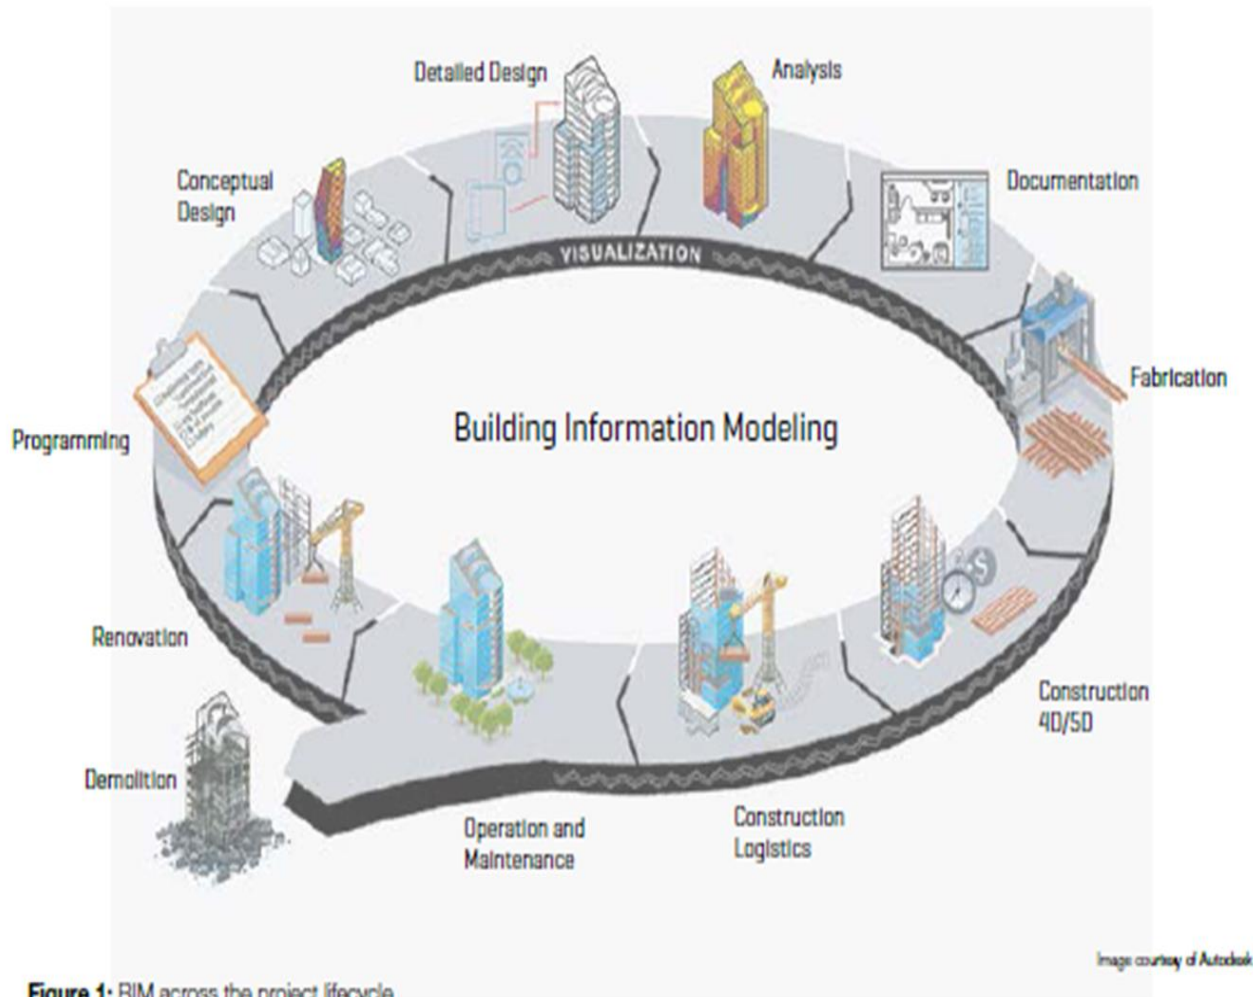 Detailed Design
Analysis
Conceptual
Design
Documentation
VISUALIZATION
Fabrication
Building Information Modeling
Programming
Renovation
Construction
4D/5D
Demolition
Operation and
Maintenance
Construction
Logistics
Image courtesy of Autodesk
Figure 1: BIM across the project lifecycle